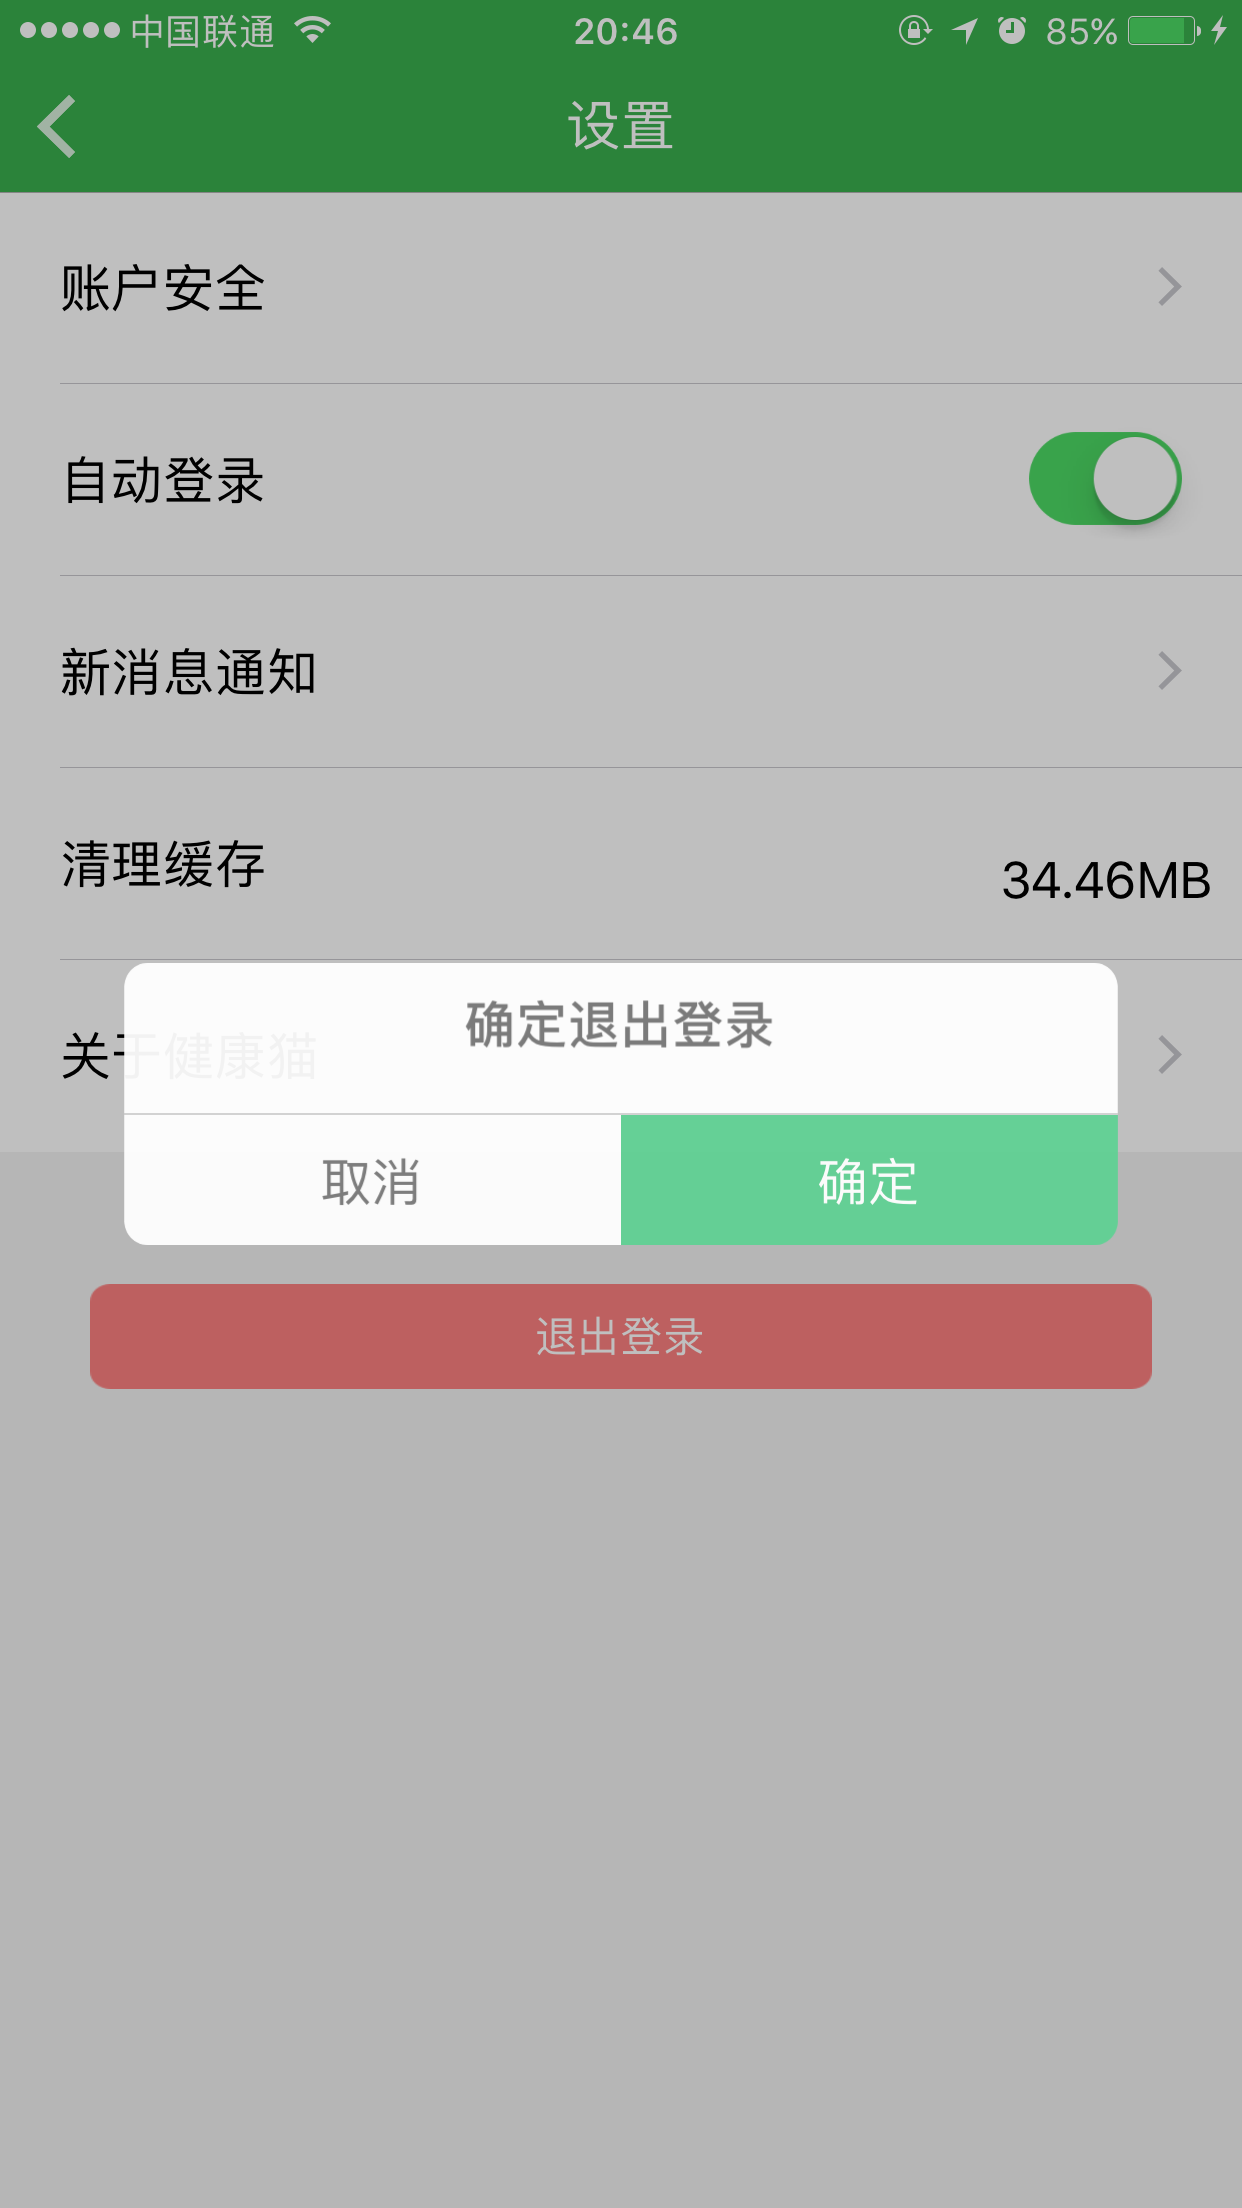 中国联通 20:46 85%
设置
账户安全
自动登录
新消息通知
清理缓存 34.46MB
关于健康猫
确定退出登录
取消 确定
退出登录